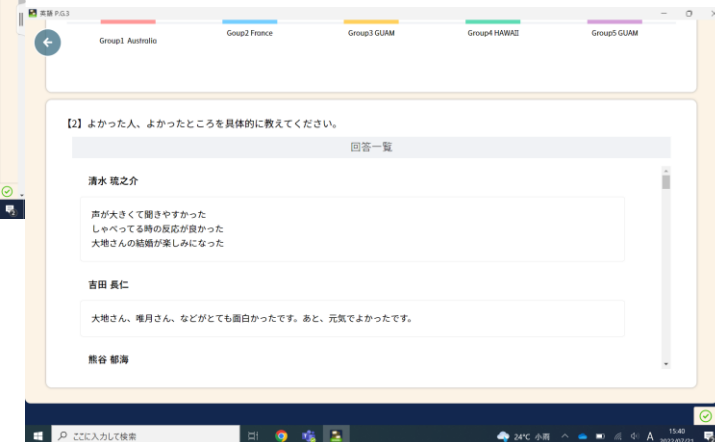 英語 P.G.3
Group1 Australia
Goup2 France
Group3 GUAM
Group4 HAWAII
Group5 GUAM
【2】よかった人、よかったところを具体的に教えてください。
回答一覧
清水 琉之介
声が大きくて聞きやすかった
しゃべってる時の反応が良かった
大地さんの結婚が楽しみになった
吉田 長仁
大地さん、唯月さん、などがとても面白かったです。あと、元気でよかったです。
熊谷 郁海
ここに入力して検索
24°C 小雨
A
15:40
2022/07/21